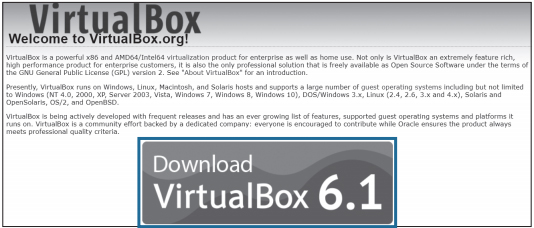 VirtualBox
Welcome to VirtualBox.org!
VirtualBox is a powerful x86 and AMD64/Intel64 virtualization product for enterprise as well as home use. Not only is VirtualBox an extremely feature rich,
high performance product for enterprise customers, it is also the only professional solution that is freely available as Open Source Software under the terms of
the GNU General Public License (GPL) version 2. See "About VirtualBox" for an introduction.
Presently, VirtualBox runs on Windows, Linux, Macintosh, and Solaris hosts and supports a large number of guest operating systems including but not limited
to Windows (NT 4.0, 2000, XP, Server 2003, Vista, Windows 7, Windows 8, Windows 10), DOS/Windows 3.x, Linux (2.4, 2.6, 3.x and 4.x), Solaris and
OpenSolaris, OS/2, and OpenBSD.
VirtualBox is being actively developed with frequent releases and has an ever growing list of features, supported guest operating systems and platforms it
runs on. VirtualBox is a community effort backed by a dedicated company: everyone is encouraged to contribute while Oracle ensures the product always
meets professional quality criteria.
Download
VirtualBox 6.1